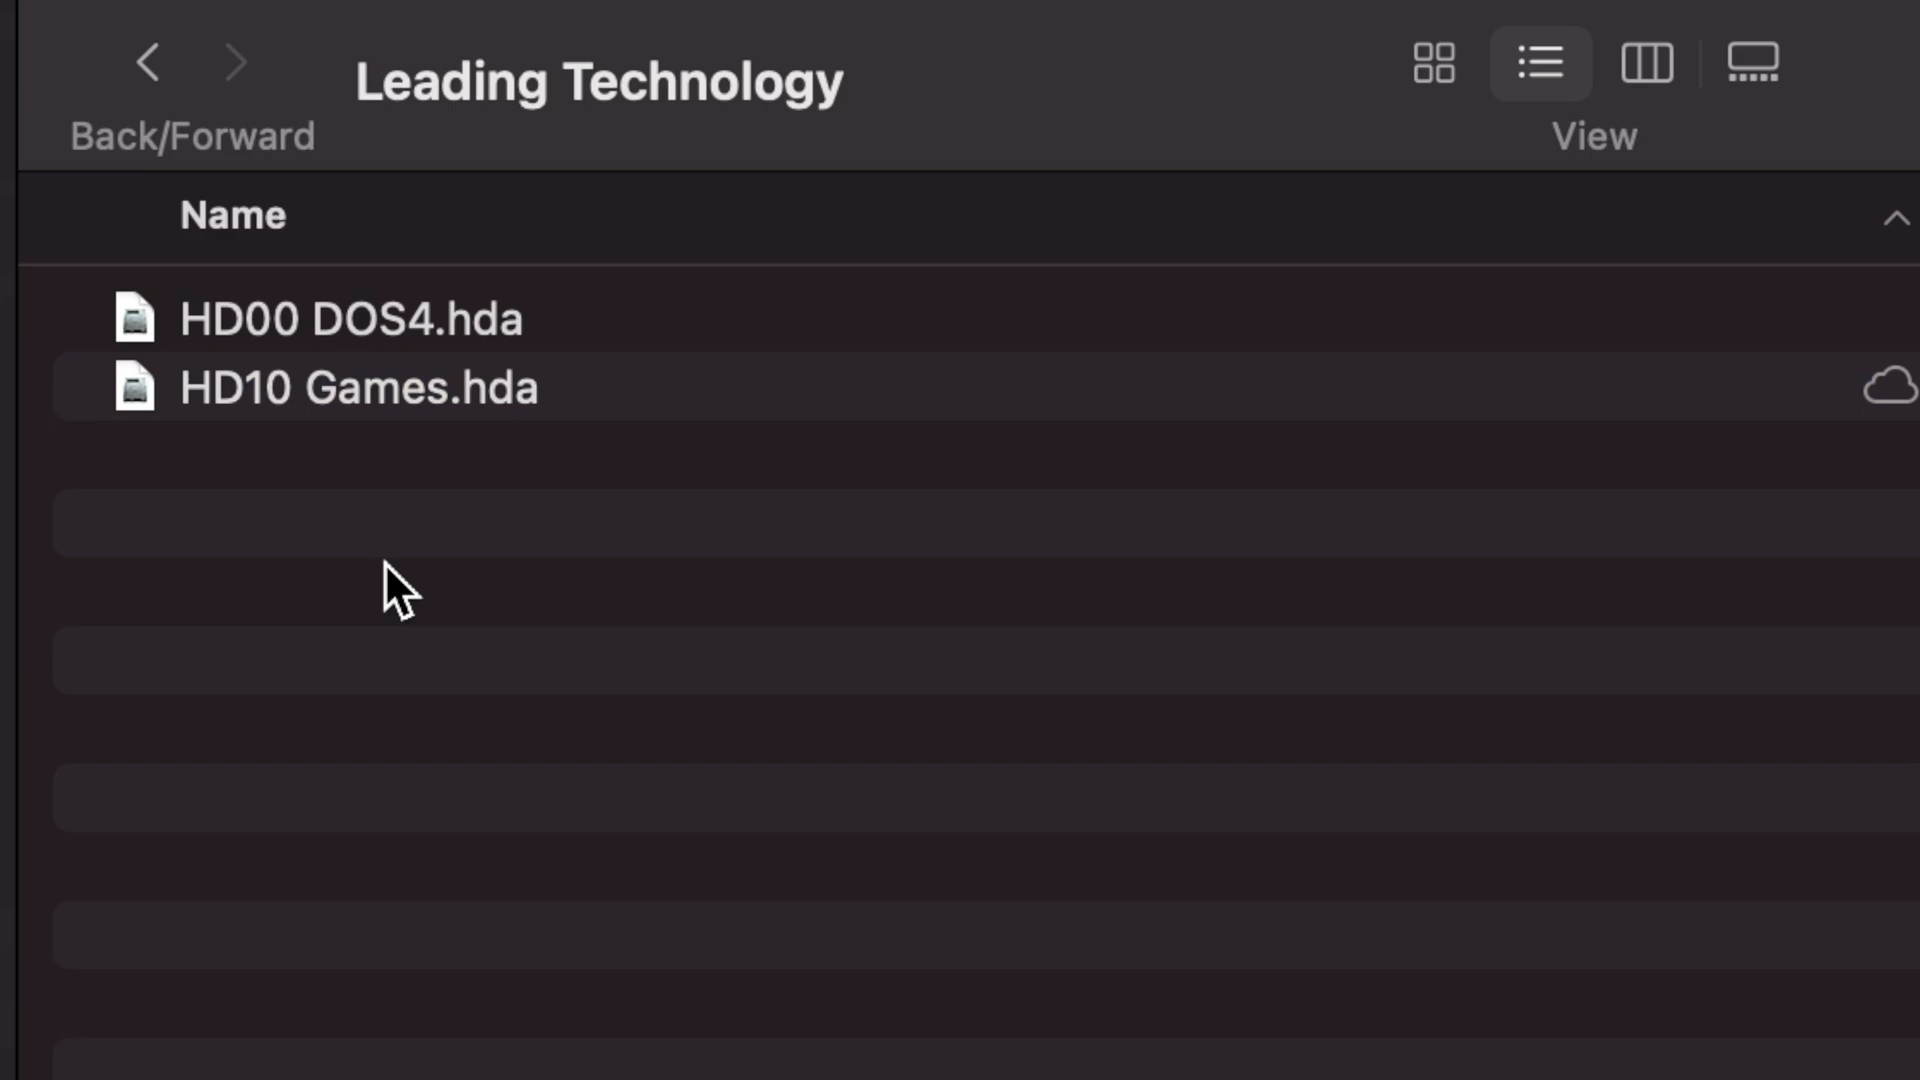 Leading Technology
Back/Forward
View
Name
HD00 DOS4.hda
HD10 Games.hda